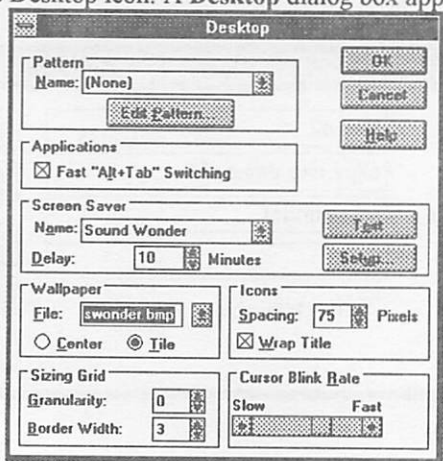 Desktop icon. A Desktop dialog box app
Desktop
Pattern
Name: (None)
Edit Pattern...
OK
Cancel
Help
Applications
Fast "Alt+Tab" Switching
Screen Saver
Name: Sound Wonder
Test
Delay: 10 Minutes
Setup...
Wallpaper
File: swonder.bmp
Center Tile
Icons
Spacing: 75 Pixels
Wrap Title
Sizing Grid
Granularity: 0
Border Width: 3
Cursor Blink Rate
Slow Fast